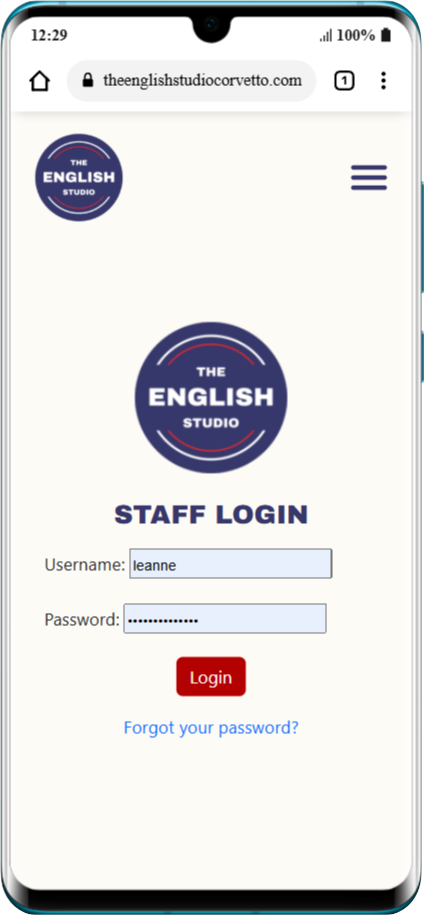 12:29 100%
theenglishstudiocorvetto.com 1
THE
ENGLISH
STUDIO
THE
ENGLISH
STUDIO
STAFF LOGIN
Username: leanne
Password: ••••••••••••••
Login
Forgot your password?